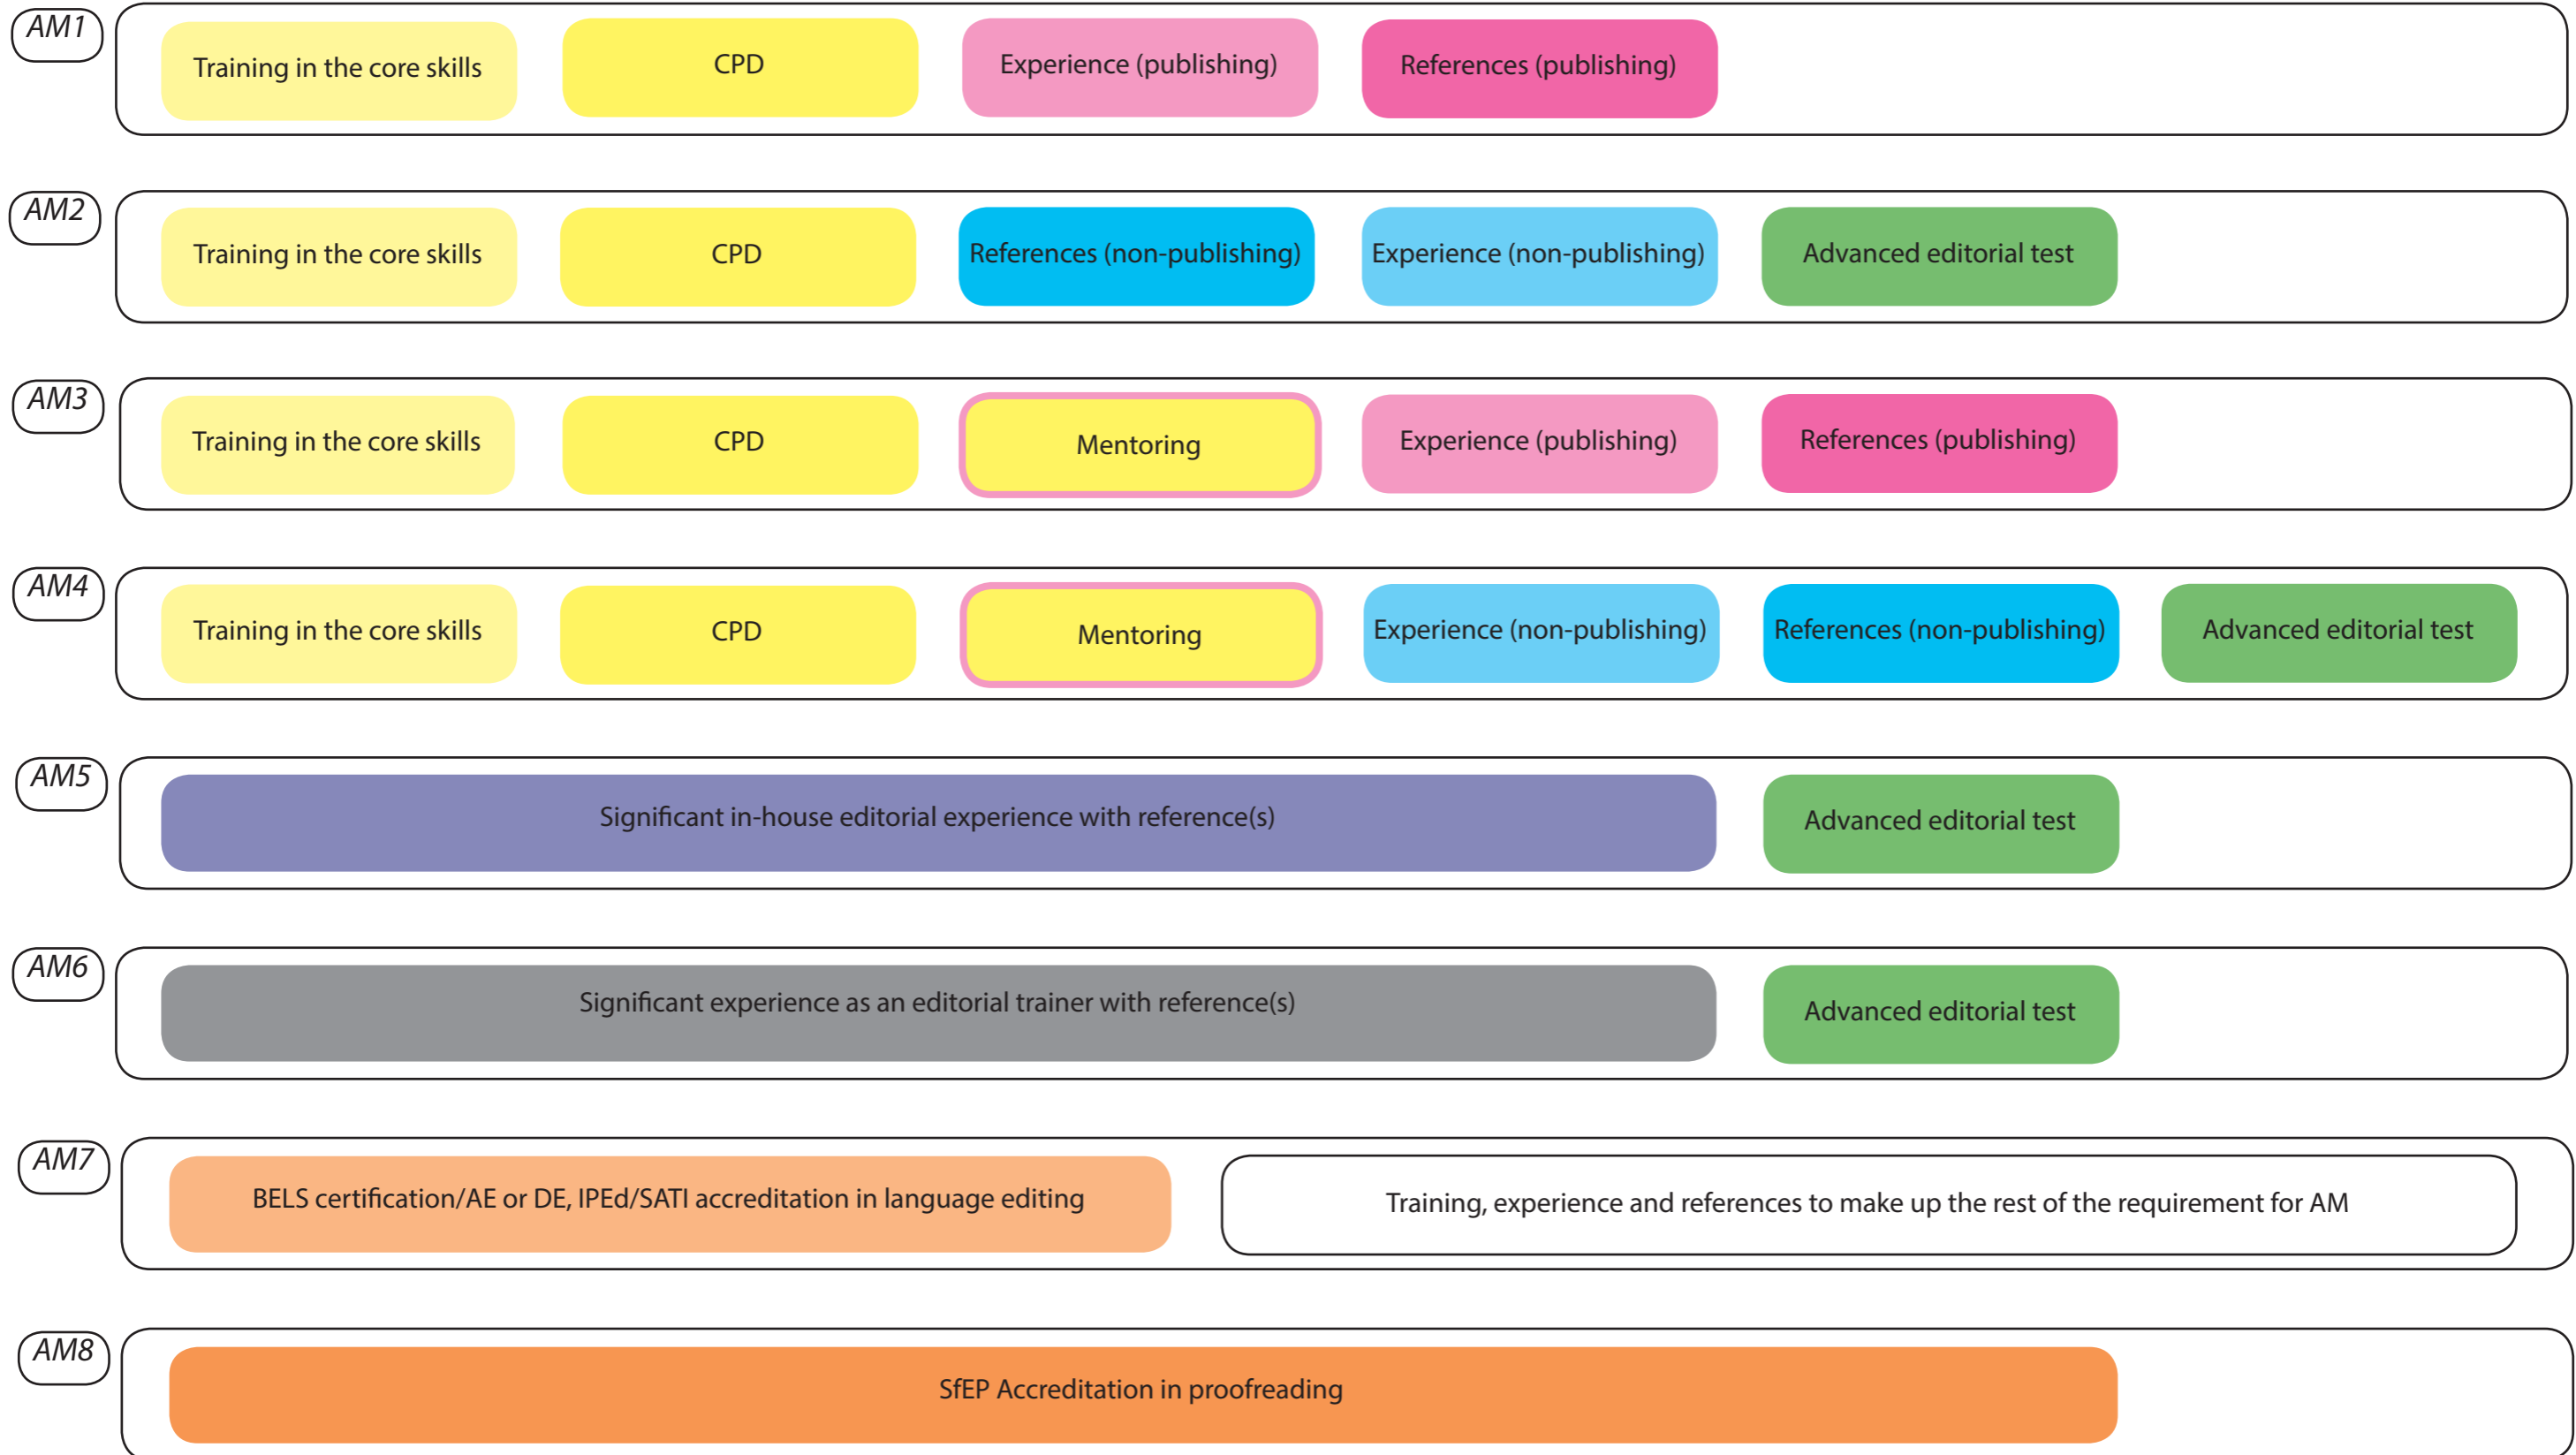 AM1
Training in the core skills
CPD
Experience (publishing)
References (publishing)
AM2
Training in the core skills
CPD
References (non-publishing)
Experience (non-publishing)
Advanced editorial test
AM3
Training in the core skills
CPD
Mentoring
Experience (publishing)
References (publishing)
AM4
Training in the core skills
CPD
Mentoring
Experience (non-publishing)
References (non-publishing)
Advanced editorial test
AM5
Significant in-house editorial experience with reference(s)
Advanced editorial test
AM6
Significant experience as an editorial trainer with reference(s)
Advanced editorial test
AM7
BELS certification/AE or DE, IPEd/SATI accreditation in language editing
Training, experience and references to make up the rest of the requirement for AM
AM8
SfEP Accreditation in proofreading